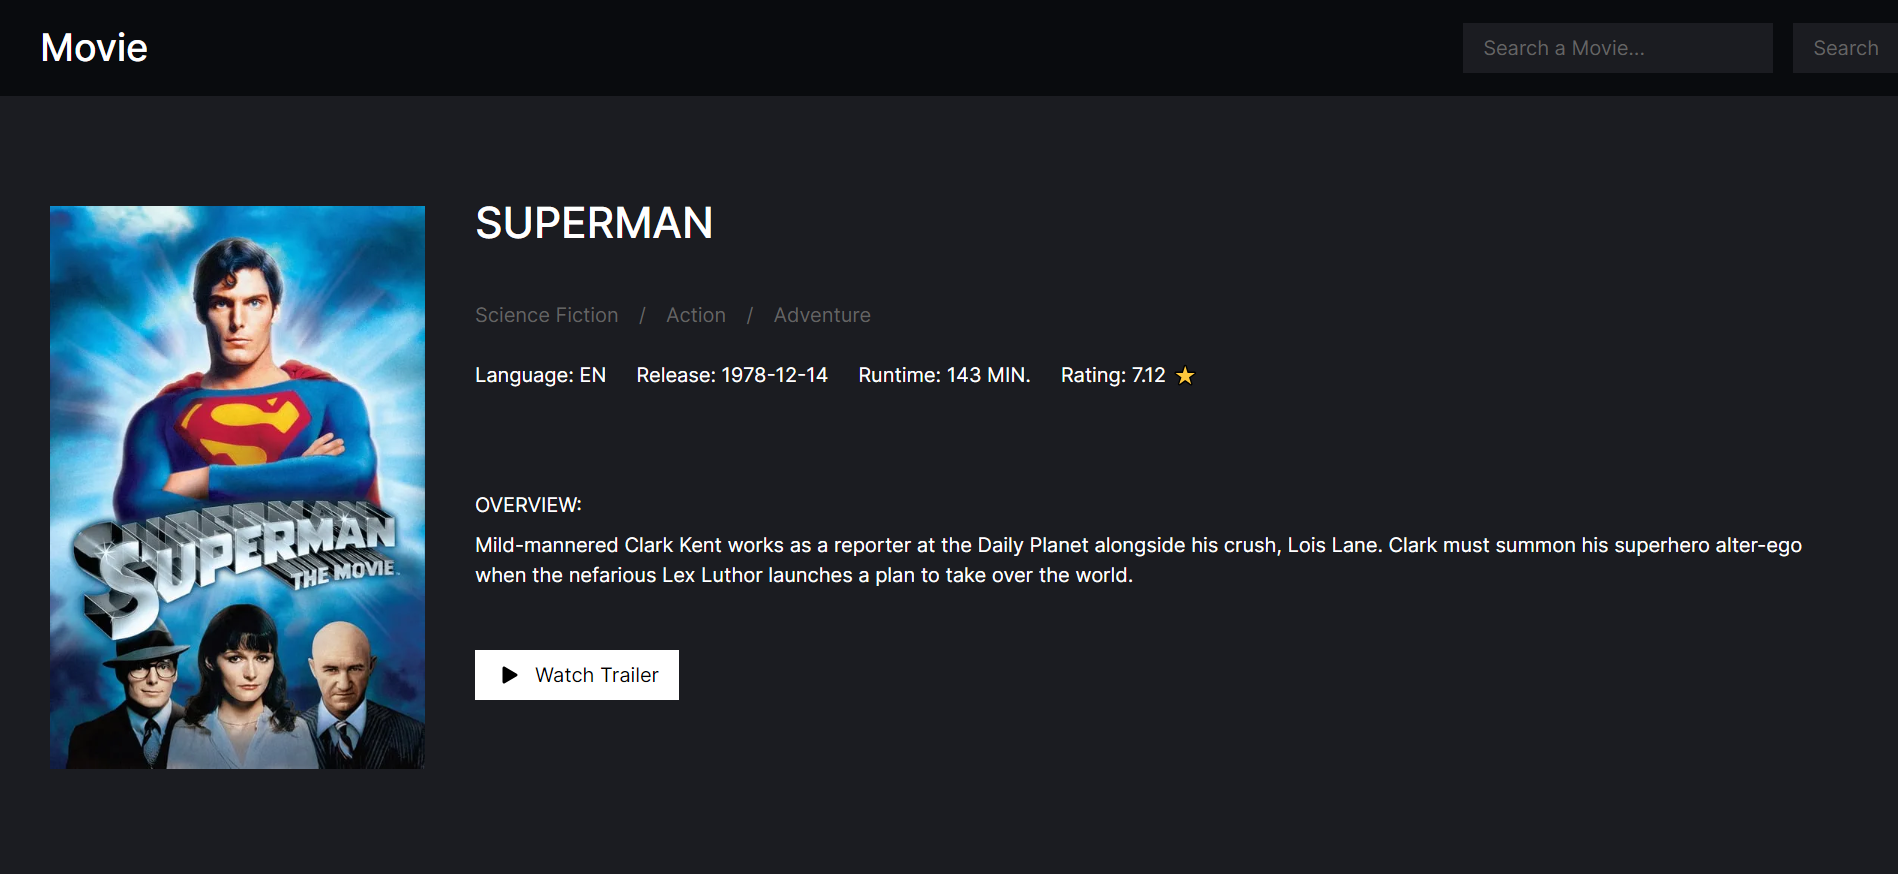 Movie
Search a Movie...
Search
SUPERMAN
Science Fiction / Action / Adventure
Language: EN Release: 1978-12-14 Runtime: 143 MIN. Rating: 7.12
OVERVIEW:
Mild-mannered Clark Kent works as a reporter at the Daily Planet alongside his crush, Lois Lane. Clark must summon his superhero alter-ego
when the nefarious Lex Luthor launches a plan to take over the world.
Watch Trailer
S
SUPERMAN
THE MOVIE